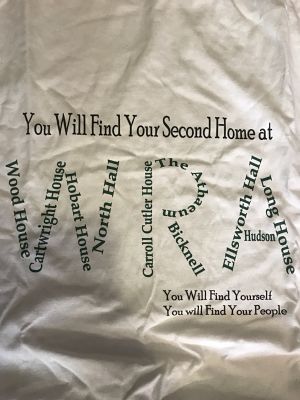 You Will Find Your Second Home at
Wood House
Cartwright House
Hobart House
North Hall
Carroll Cutler House
The Athaeum
Bicknell
Ellsworth Hall
Hudson
Long House
You Will Find Yourself
You will Find Your People